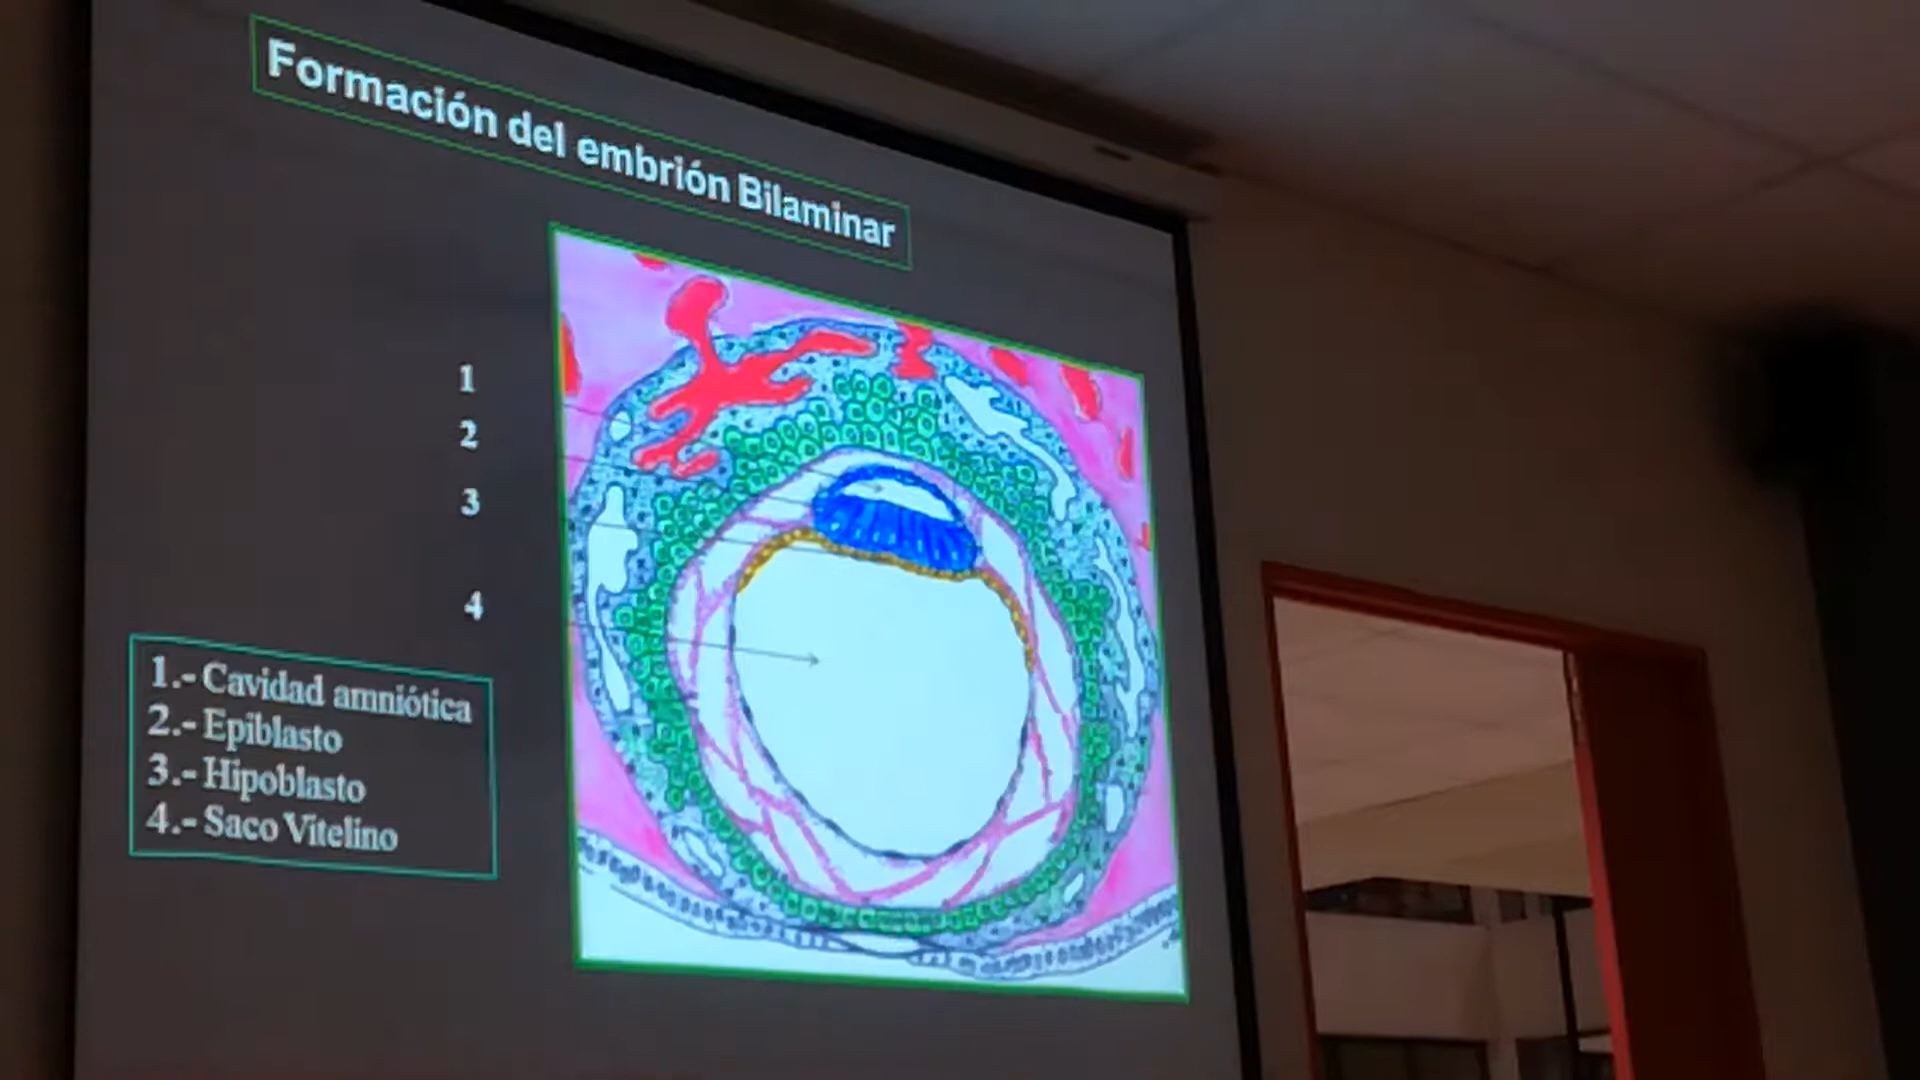 Formación del embrión Bilaminar
1
2
3
4
1.- Cavidad amniótica
2.- Epiblasto
3.- Hipoblasto
4.- Saco Vitelino